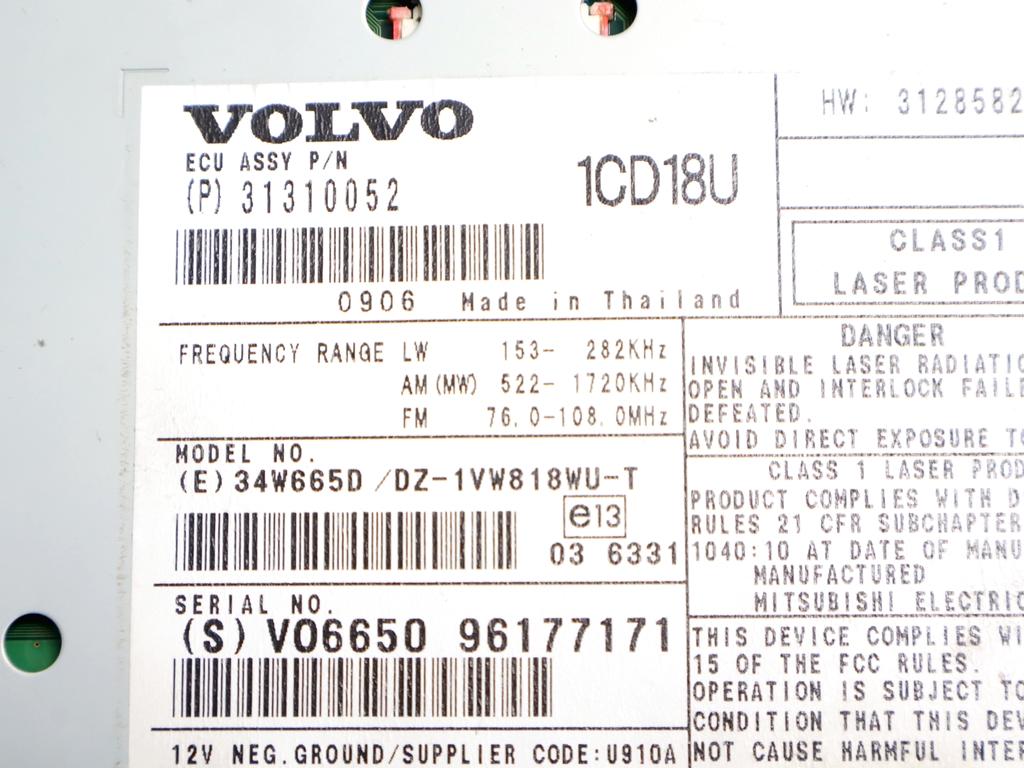 VOLVO
ECU ASSY P/N
(P) 31310052
1CD18U
0906 Made in Thailand
HW: 3128582
CLASS1
LASER PROD
FREQUENCY RANGE LW 153- 282KHz
AM(MW) 522- 1720KHz
FM 76.0-108.0MHz
MODEL NO.
(E) 34W665D /DZ-1VW818WU-T
e13
03 6331
SERIAL NO.
(S) VO6650 96177171
12V NEG.GROUND/SUPPLIER CODE:U910A
DANGER
INVISIBLE LASER RADIATIO
OPEN AND INTERLOCK FAILE
DEFEATED.
AVOID DIRECT EXPOSURE TO
CLASS 1 LASER PROD
PRODUCT COMPLIES WITH D
RULES 21 CFR SUBCHAPTER
1040:10 AT DATE OF MANU
MANUFACTURED
MITSUBISHI ELECTRIC
THIS DEVICE COMPLIES WI
15 OF THE FCC RULES.
OPERATION IS SUBJECT TO
CONDITION THAT THIS DEV
NOT CAUSE HARMFUL INTER